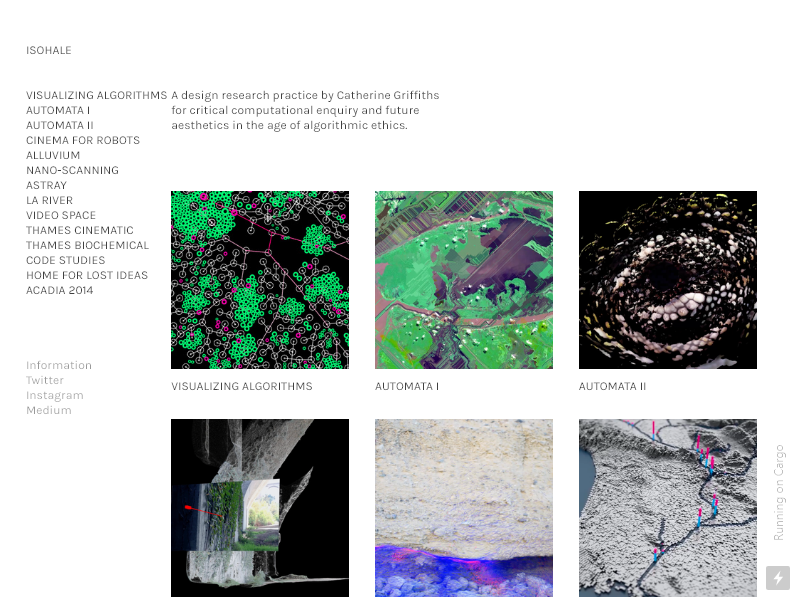 ISOHALE
VISUALIZING ALGORITHMS
AUTOMATA I
AUTOMATA II
CINEMA FOR ROBOTS
ALLUVIUM
NANO-SCANNING
ASTRAY
LA RIVER
VIDEO SPACE
THAMES CINEMATIC
THAMES BIOCHEMICAL
CODE STUDIES
HOME FOR LOST IDEAS
ACADIA 2014
Information
Twitter
Instagram
Medium
A design research practice by Catherine Griffiths
for critical computational enquiry and future
aesthetics in the age of algorithmic ethics.
VISUALIZING ALGORITHMS
AUTOMATA I
AUTOMATA II
Running on Cargo